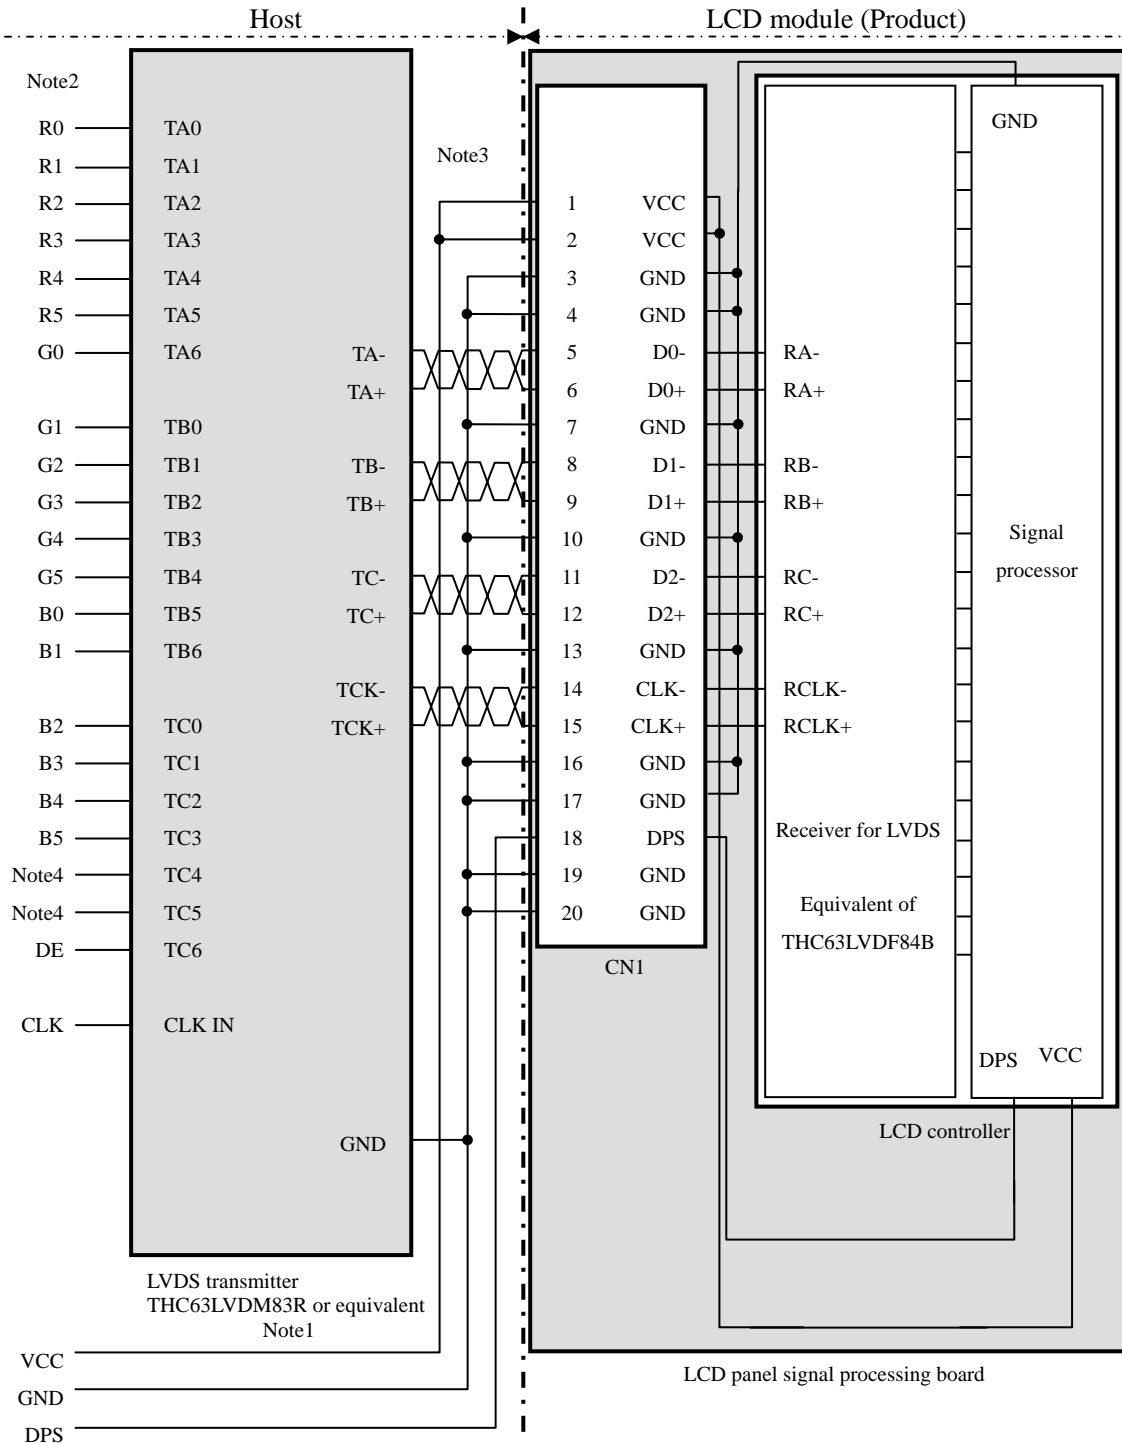 Host
LCD module (Product)
Note2
R0 TA0
R1 TA1
R2 TA2
R3 TA3
R4 TA4
R5 TA5
G0 TA6
G1 TB0
G2 TB1
G3 TB2
G4 TB3
G5 TB4
B0 TB5
B1 TB6
B2 TC0
B3 TC1
B4 TC2
B5 TC3
Note4 TC4
Note4 TC5
DE TC6
CLK CLK IN
TA-
TA+
TB-
TB+
TC-
TC+
TCK-
TCK+
GND
LVDS transmitter
THC63LVDM83R or equivalent
Note1
VCC
GND
DPS
Note3
1 VCC
2 VCC
3 GND
4 GND
5 D0-
6 D0+
7 GND
8 D1-
9 D1+
10 GND
11 D2-
12 D2+
13 GND
14 CLK-
15 CLK+
16 GND
17 GND
18 DPS
19 GND
20 GND
CN1
RA-
RA+
RB-
RB+
RC-
RC+
RCLK-
RCLK+
Receiver for LVDS
Equivalent of
THC63LVDF84B
GND
Signal
processor
DPS VCC
LCD controller
LCD panel signal processing board